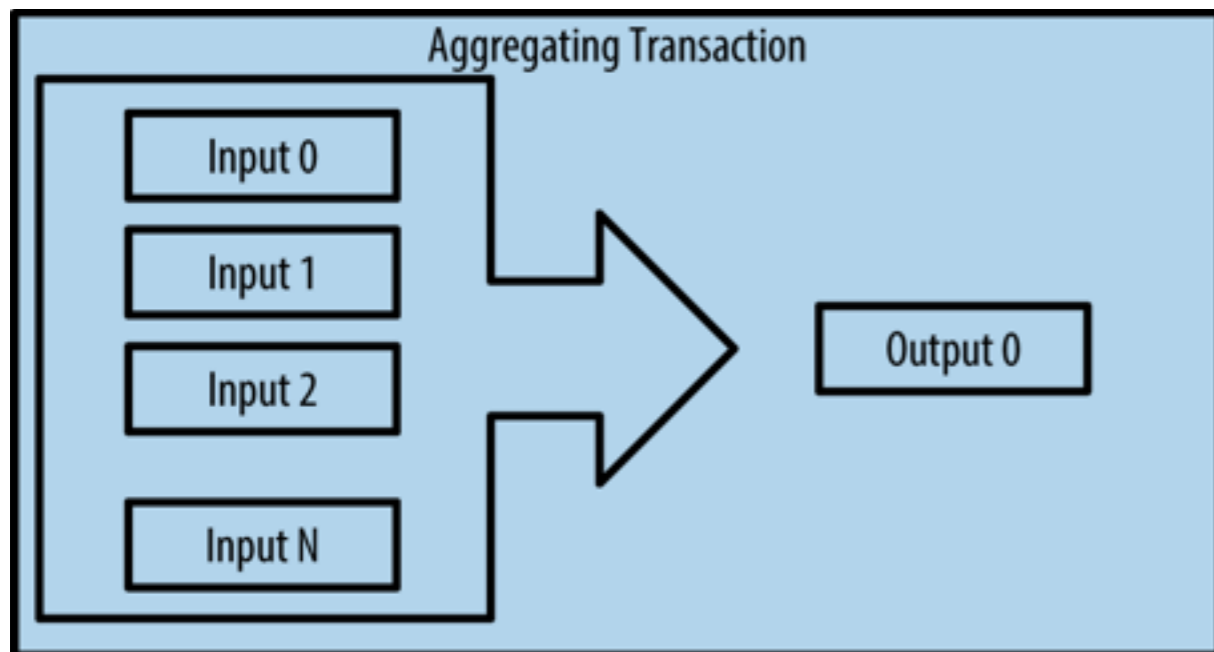 Aggregating Transaction
Input 0
Input 1
Input 2
Input N
Output 0